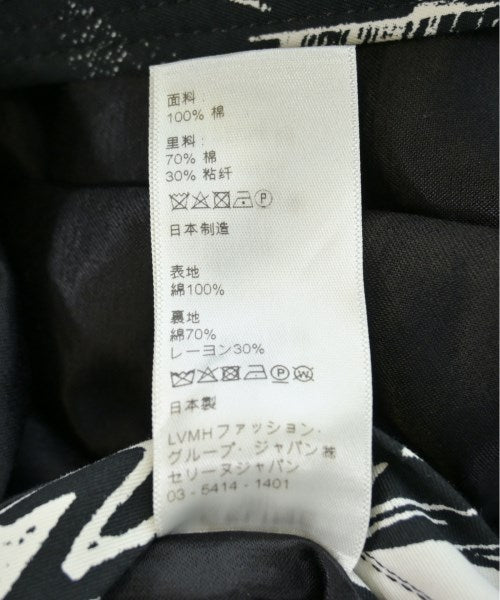 面料
100% 棉
里料:
70% 棉
30% 粘纤
P
日本制造
表地
綿100%
裏地
綿70%
レーヨン30%
P W
日本製
LVMHファッション・
グループ・ジャパン㈱
セリーヌジャパン
03-5414-1401